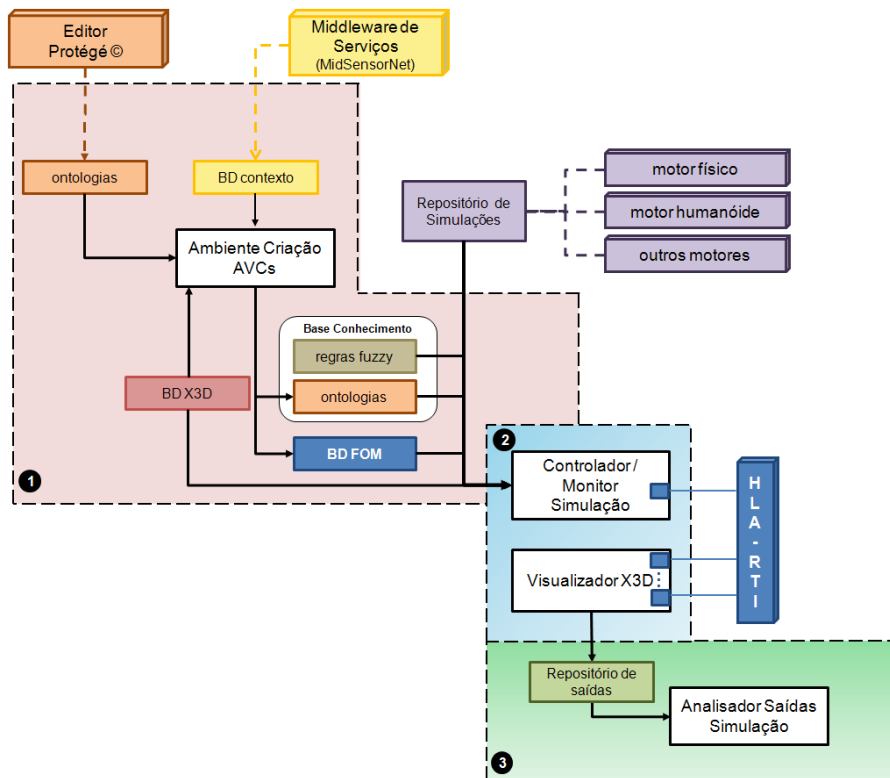 Editor
Protégé ©
Middleware de
Serviços
(MidSensorNet)
ontologias
BD contexto
Repositório de
Simulações
motor físico
motor humanóide
outros motores
Ambiente Criação
AVCs
Base Conhecimento
regras fuzzy
BD X3D
ontologias
BD FOM
1
2
Controlador/
Monitor
Simulação
HLA-RTI
Visualizador X3D
Repositório de
saídas
Analisador Saídas
Simulação
3